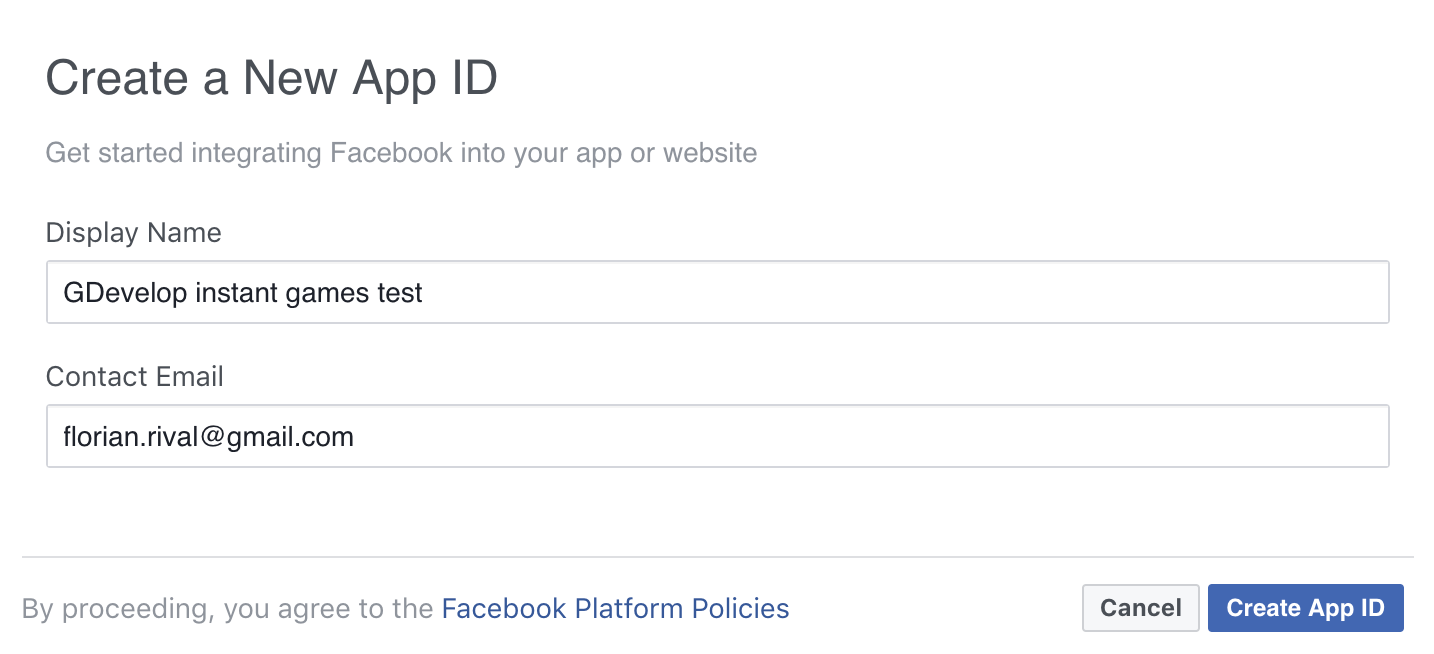 Create a New App ID
Get started integrating Facebook into your app or website
Display Name
GDevelop instant games test
Contact Email
florian.rival@gmail.com
By proceeding, you agree to the Facebook Platform Policies
Cancel
Create App ID